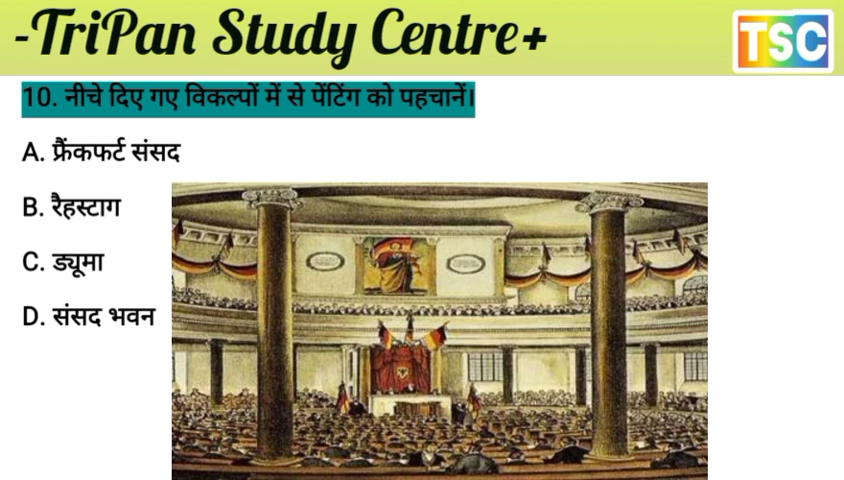 -TriPan Study Centre+
TSC
10. नीचे दिए गए विकल्पों में से पेंटिंग को पहचानें।
A. फ्रैंकफर्ट संसद
B. रैहस्टाग
C. ड्यूमा
D. संसद भवन